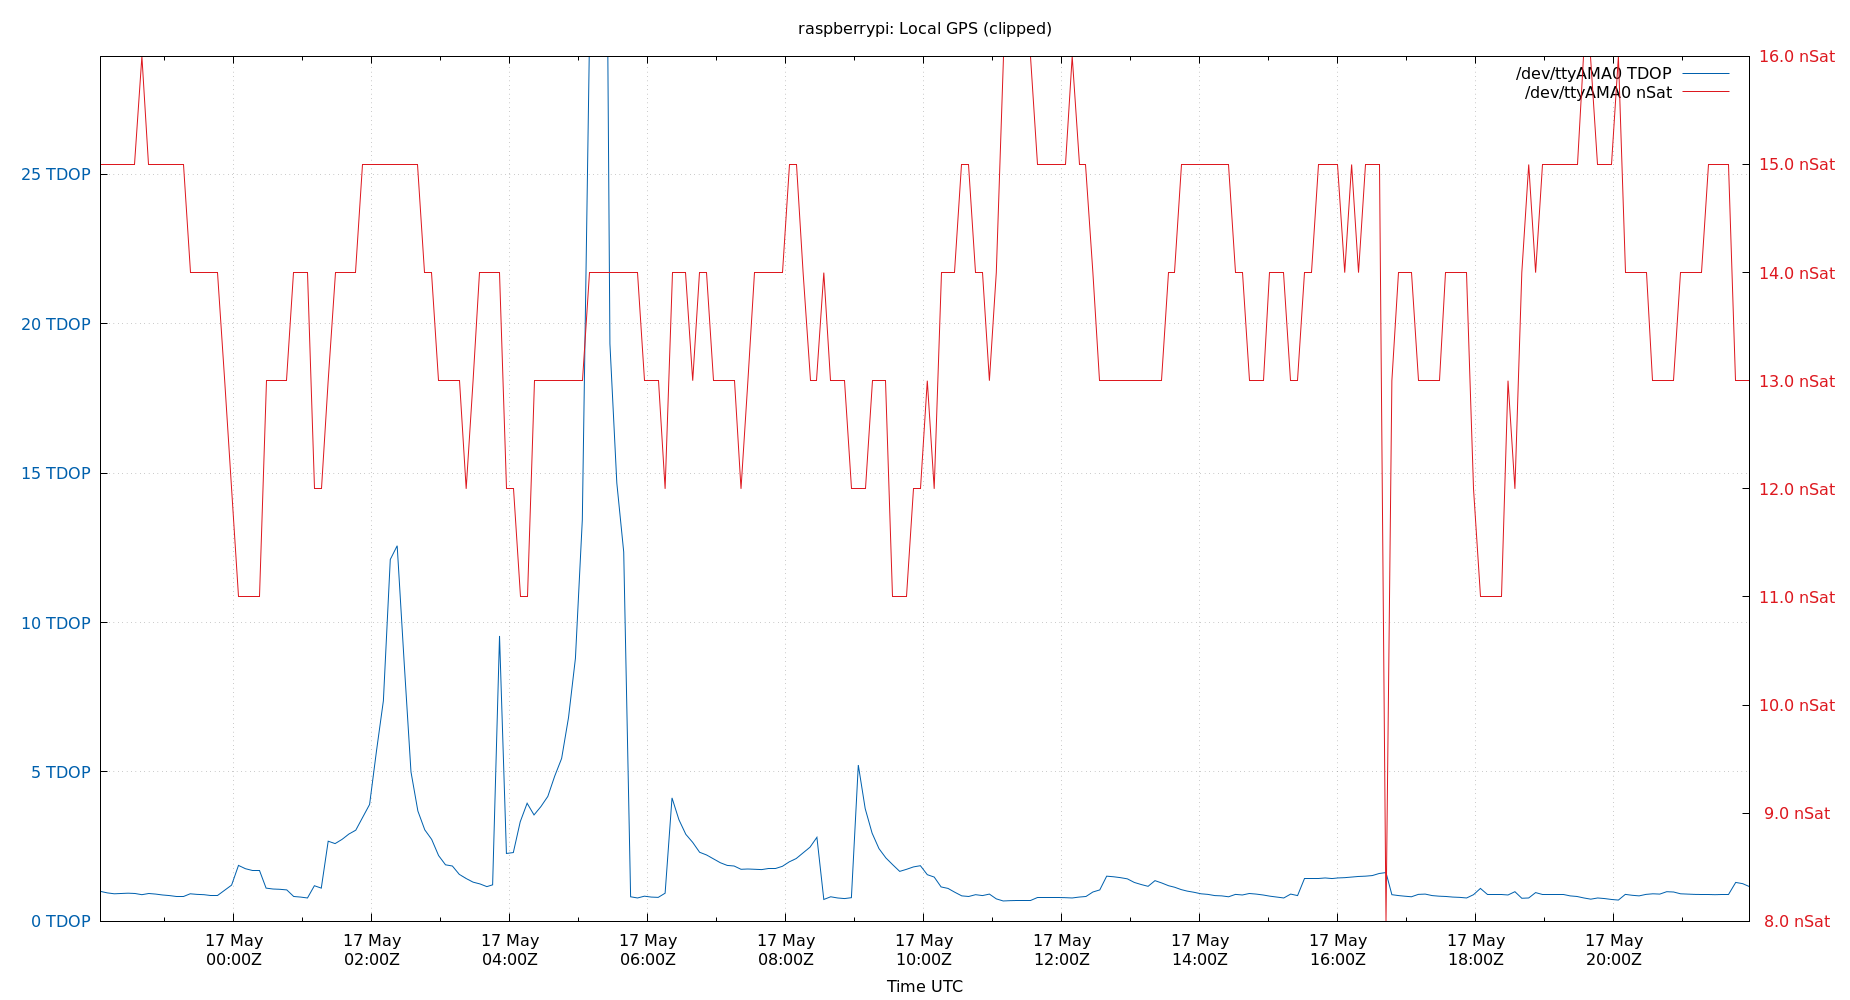 raspberrypi: Local GPS (clipped)
/dev/ttyAMA0 TDOP
/dev/ttyAMA0 nSat
25 TDOP
20 TDOP
15 TDOP
10 TDOP
5 TDOP
0 TDOP
16.0 nSat
15.0 nSat
14.0 nSat
13.0 nSat
12.0 nSat
11.0 nSat
10.0 nSat
9.0 nSat
8.0 nSat
17 May 17 May 17 May 17 May 17 May 17 May 17 May 17 May 17 May 17 May 17 May
00:00Z 02:00Z 04:00Z 06:00Z 08:00Z 10:00Z 12:00Z 14:00Z 16:00Z 18:00Z 20:00Z
Time UTC